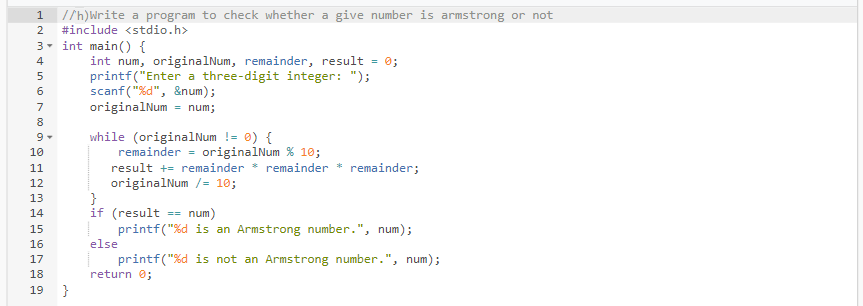 1 //h)Write a program to check whether a give number is armstrong or not
2 #include <stdio.h>
3 int main() {
4     int num, originalNum, remainder, result = 0;
5     printf("Enter a three-digit integer: ");
6     scanf("%d", &num);
7     originalNum = num;
8
9     while (originalNum != 0) {
10         remainder = originalNum % 10;
11        result += remainder * remainder * remainder;
12        originalNum /= 10;
13     }
14     if (result == num)
15         printf("%d is an Armstrong number.", num);
16     else
17         printf("%d is not an Armstrong number.", num);
18     return 0;
19 }